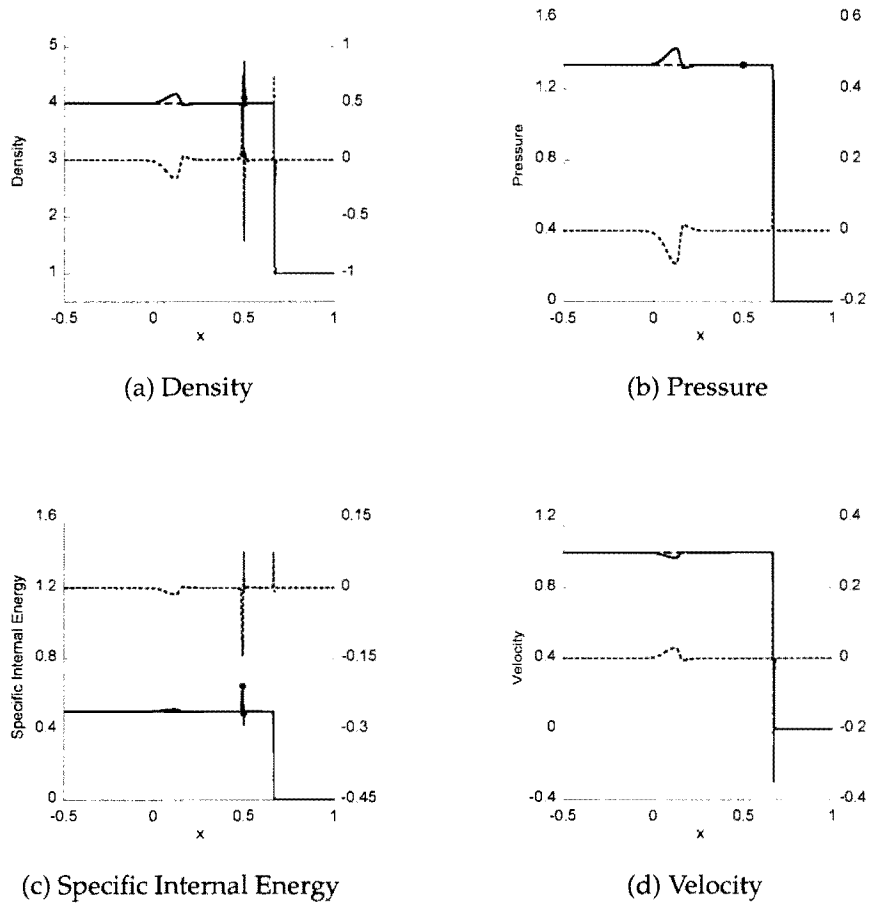 5
4
3
2
1
1
0.5
0
-0.5
-1
Density
-0.5 0 0.5 1
x
(a) Density
1.6
1.2
0.8
0.4
0
0.6
0.4
0.2
0
-0.2
Pressure
-0.5 0 0.5 1
x
(b) Pressure
1.6
1.2
0.8
0.4
0
0.15
0
-0.15
-0.3
-0.45
Specific Internal Energy
-0.5 0 0.5 1
x
(c) Specific Internal Energy
1.2
0.8
0.4
0
-0.4
0.4
0.2
0
-0.2
-0.4
Velocity
-0.5 0 0.5 1
x
(d) Velocity